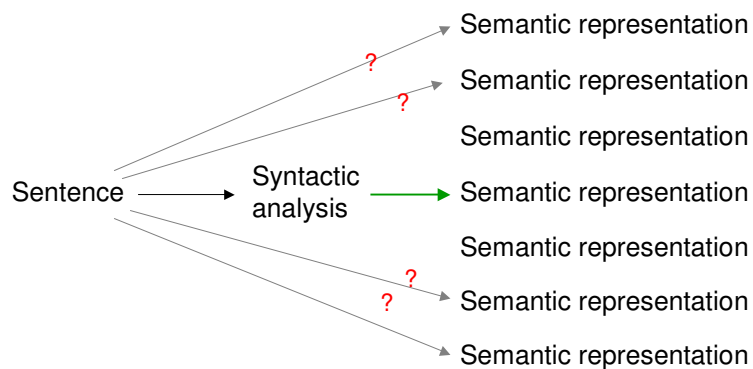 Semantic representation
?
Semantic representation
?
Semantic representation
Sentence
Syntactic
analysis
Semantic representation
Semantic representation
?
Semantic representation
?
Semantic representation